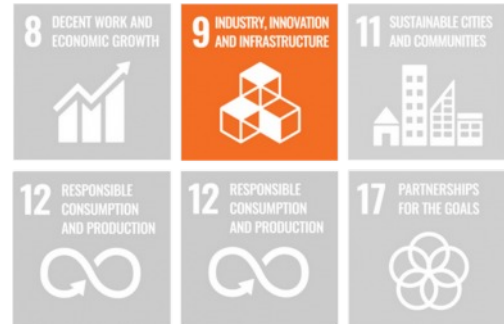 8 DECENT WORK AND
ECONOMIC GROWTH
9 INDUSTRY, INNOVATION
AND INFRASTRUCTURE
11 SUSTAINABLE CITIES
AND COMMUNITIES
12 RESPONSIBLE
CONSUMPTION
AND PRODUCTION
12 RESPONSIBLE
CONSUMPTION
AND PRODUCTION
17 PARTNERSHIPS
FOR THE GOALS